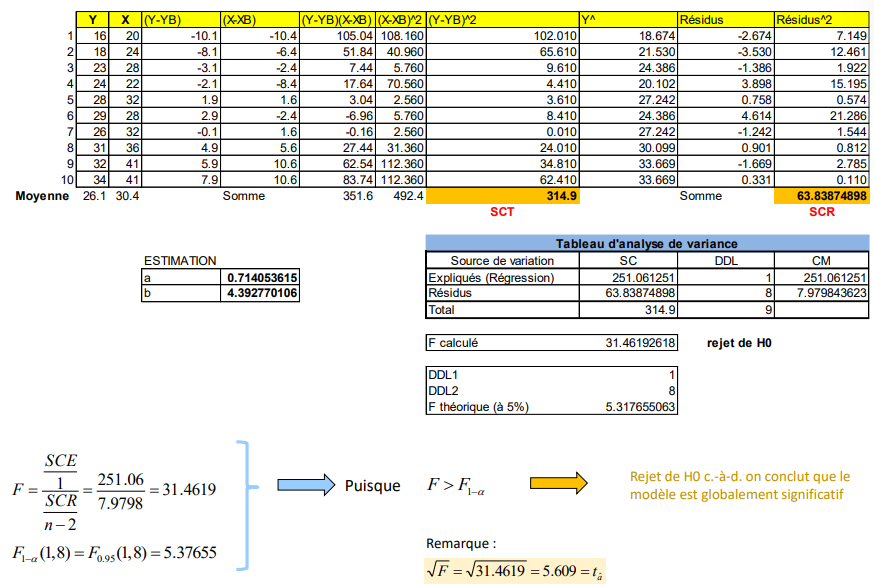 Y X (Y-YB) (X-XB) (Y-YB)(X-XB) (X-XB)^2 (Y-YB)^2 Y^ Résidus Résidus^2
1 16 20 -10.1 -10.4 105.04 108.160 102.010 18.674 -2.674 7.149
2 18 24 -8.1 -6.4 51.84 40.960 65.610 21.530 -3.530 12.461
3 23 28 -3.1 -2.4 7.44 5.760 9.610 24.386 -1.386 1.922
4 24 22 -2.1 -8.4 17.64 70.560 4.410 20.102 3.898 15.195
5 28 32 1.9 1.6 3.04 2.560 3.610 27.242 0.758 0.574
6 29 28 2.9 -2.4 -6.96 5.760 8.410 24.386 4.614 21.286
7 26 32 -0.1 1.6 -0.16 2.560 0.010 27.242 -1.242 1.544
8 31 36 4.9 5.6 27.44 31.360 24.010 30.099 0.901 0.812
9 32 41 5.9 10.6 62.54 112.360 34.810 33.669 -1.669 2.785
10 34 41 7.9 10.6 83.74 112.360 62.410 33.669 0.331 0.110
Moyenne 26.1 30.4 Somme 351.6 492.4 314.9 Somme 63.83874898
SCT SCR
Tableau d'analyse de variance
ESTIMATION Source de variation SC DDL CM
a 0.714053615 Expliqués (Régression) 251.061251 1 251.061251
b 4.392770106 Résidus 63.83874898 8 7.979843623
Total 314.9 9
F calculé 31.46192618 rejet de H0
DDL1 1
DDL2 8
F théorique (à 5%) 5.317655063
F = (SCE/1)/(SCR/(n−2)) = 251.06/7.9798 = 31.4619
Puisque F > F₁₋α
Rejet de H0 c.-à-d. on conclut que le
modèle est globalement significatif
F₁₋α(1,8) = F₀.₉₅(1,8) = 5.37655
Remarque :
√F = √31.4619 = 5.609 = t_â